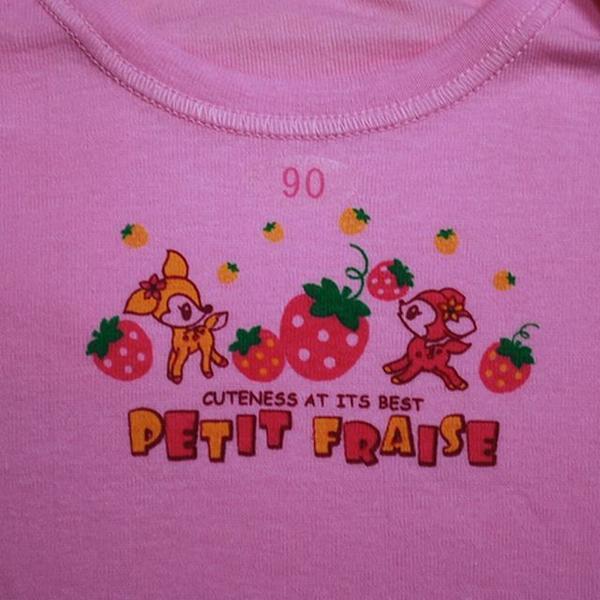 90
CUTENESS AT ITS BEST
PETIT FRAISE